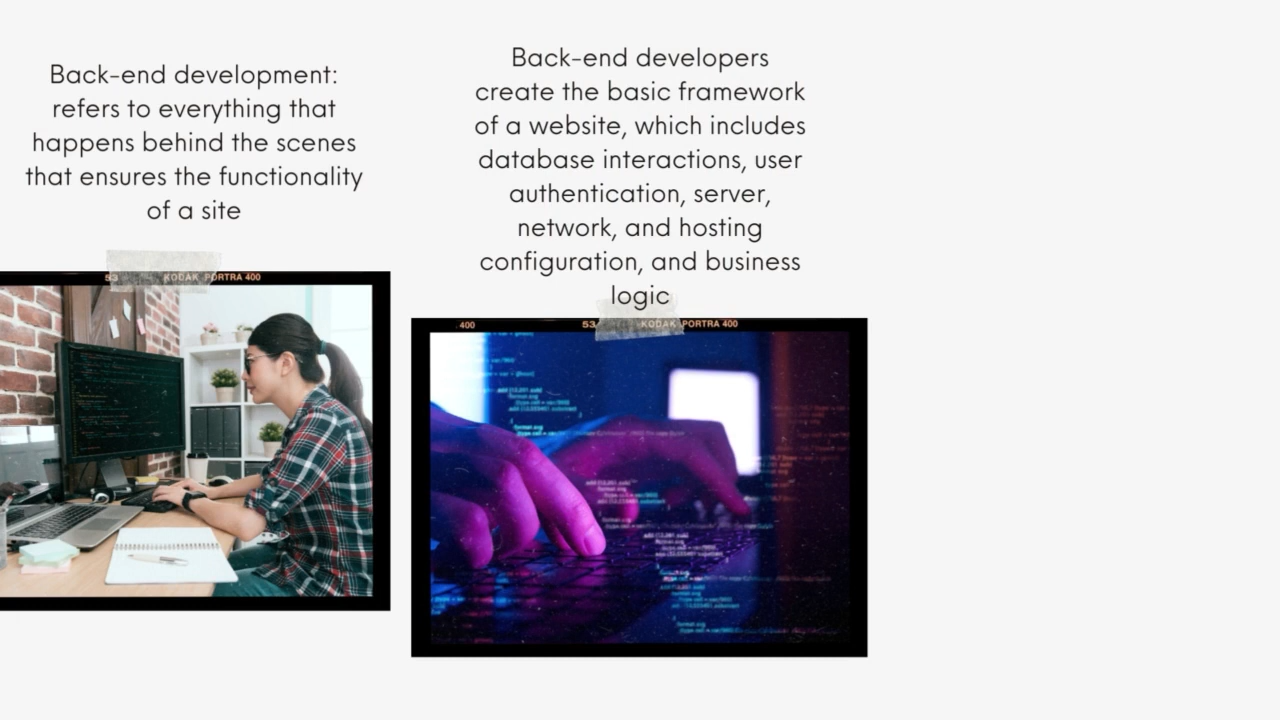 Back-end development:
refers to everything that
happens behind the scenes
that ensures the functionality
of a site
Back-end developers
create the basic framework
of a website, which includes
database interactions, user
authentication, server,
network, and hosting
configuration, and business
logic
53 KODAK PORTRA 400
400 53 KODAK PORTRA 400